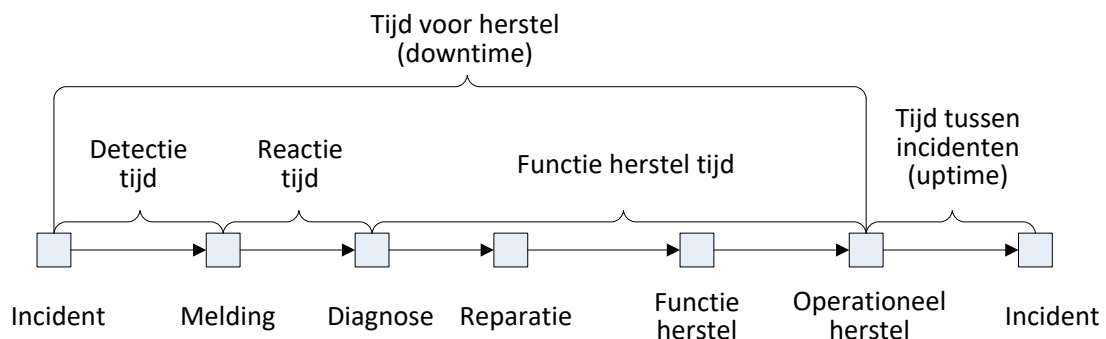 Tijd voor herstel
(downtime)
Detectie
tijd
Reactie
tijd
Functie herstel tijd
Tijd tussen
incidenten
(uptime)
Incident
Melding
Diagnose
Reparatie
Functie
herstel
Operationeel
herstel
Incident